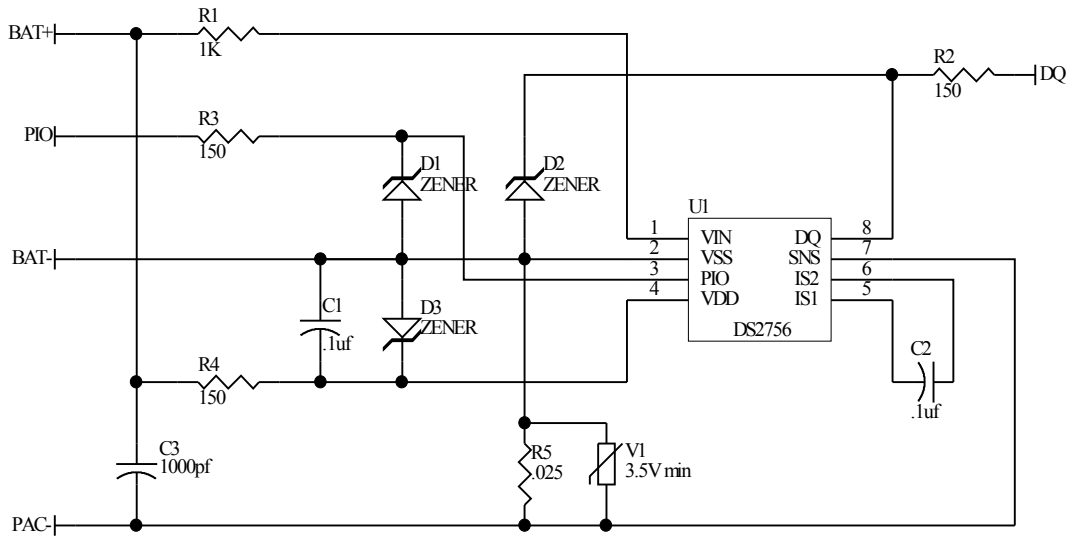 BAT+
R1
1K
R2
150
DQ
PIO
R3
150
D1
ZENER
D2
ZENER
U1
1
VIN
DQ
8
BAT-
2
VSS
SNS
7
3
PIO
IS2
6
4
VDD
IS1
5
DS2756
C1
.1uf
D3
ZENER
C2
.1uf
R4
150
C3
1000pf
R5
.025
V1
3.5V min
PAC-